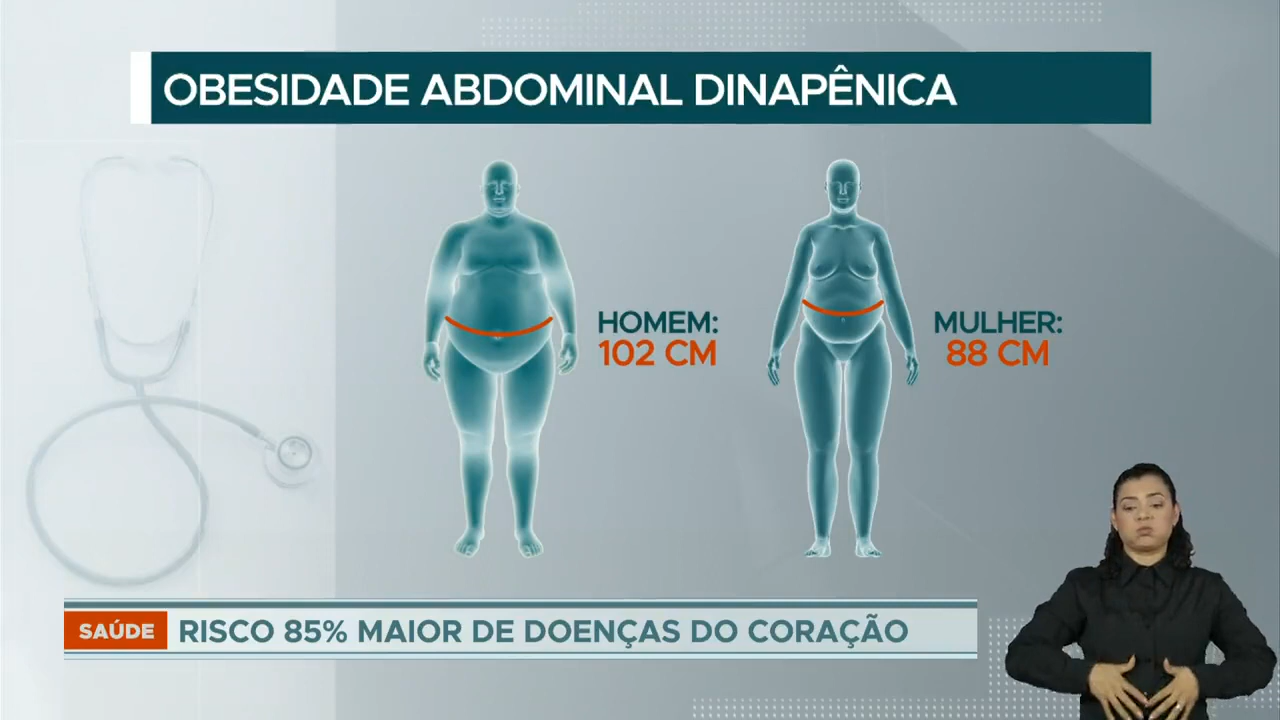 OBESIDADE ABDOMINAL DINAPÊNICA
HOMEM:
102 CM
MULHER:
88 CM
SAÚDE RISCO 85% MAIOR DE DOENÇAS DO CORAÇÃO